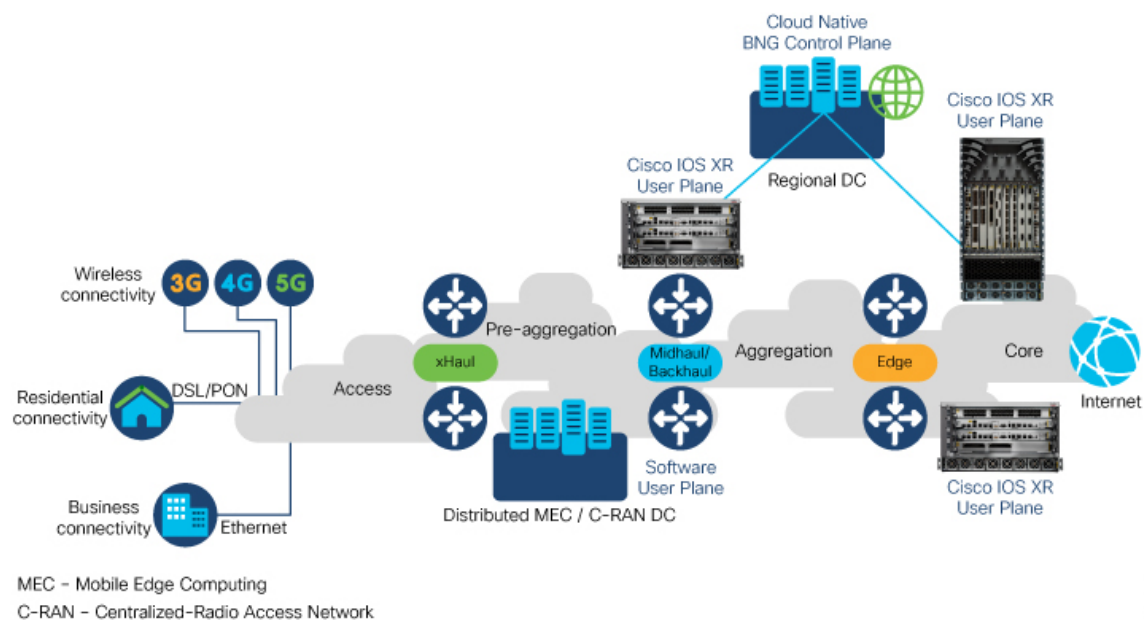 Cloud Native
BNG Control Plane
Cisco IOS XR
User Plane
Cisco IOS XR
User Plane
Regional DC
Wireless
connectivity
3G
4G
5G
Pre-aggregation
xHaul
Midhaul/
Backhaul
Aggregation
Edge
Core
Access
DSL/PON
Residential
connectivity
Internet
Software
User Plane
Cisco IOS XR
User Plane
Business
connectivity
Ethernet
Distributed MEC / C-RAN DC
MEC - Mobile Edge Computing
C-RAN - Centralized-Radio Access Network